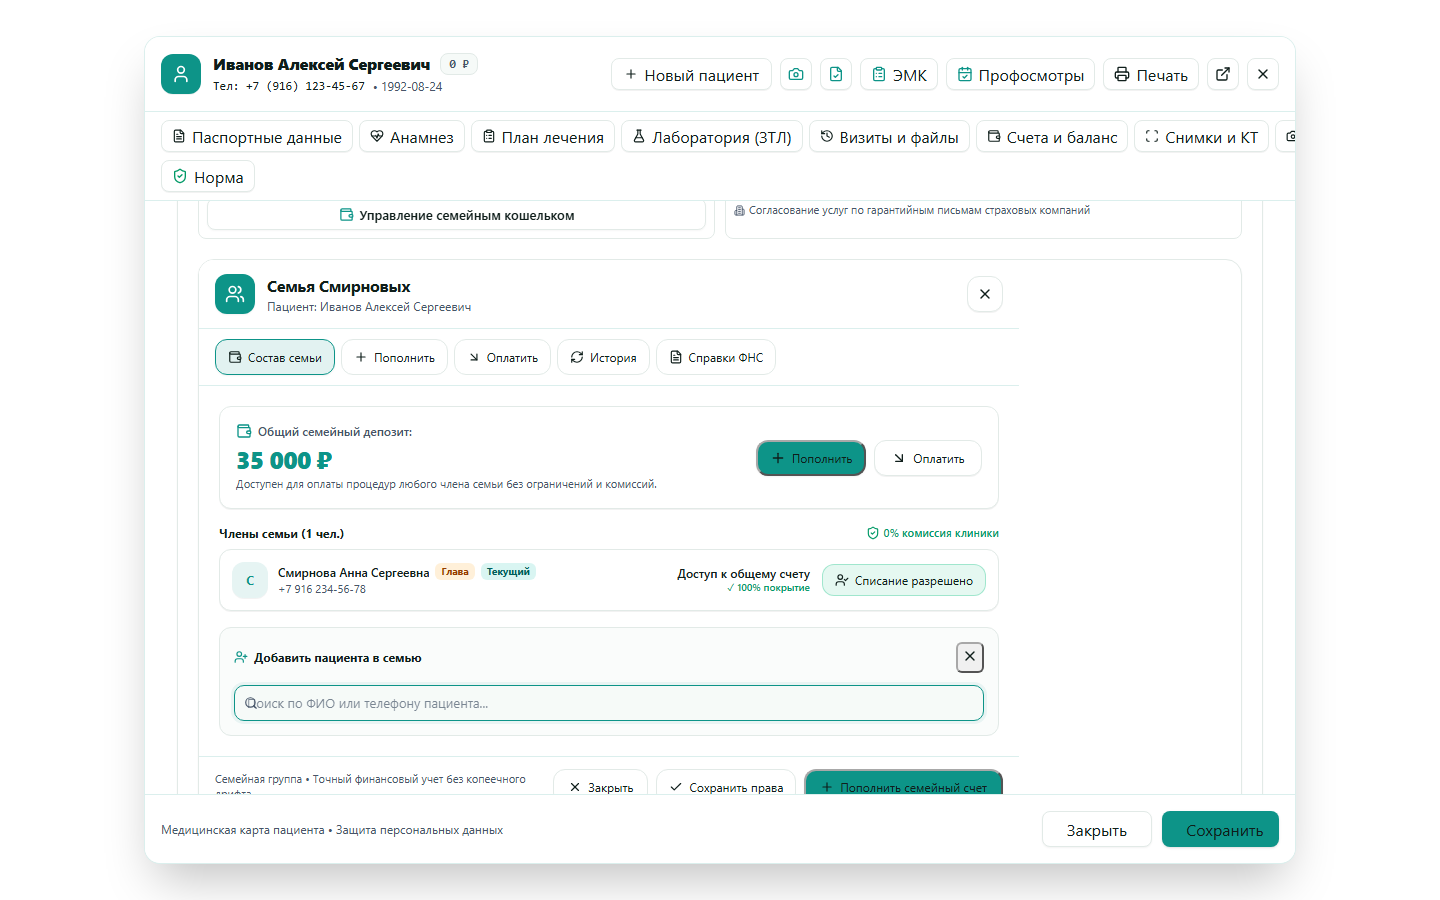 Иванов Алексей Сергеевич 0 ₽
Тел: +7 (916) 123-45-67 • 1992-08-24
Новый пациент
ЭМК
Профосмотры
Печать
Паспортные данные
Анамнез
План лечения
Лаборатория (ЗТЛ)
Визиты и файлы
Счета и баланс
Снимки и КТ
Норма
Управление семейным кошельком
Согласование услуг по гарантийным письмам страховых компаний
Семья Смирновых
Пациент: Иванов Алексей Сергеевич
Состав семьи
Пополнить
Оплатить
История
Справки ФНС
Общий семейный депозит:
35 000 ₽
Доступен для оплаты процедур любого члена семьи без ограничений и комиссий.
Пополнить
Оплатить
Члены семьи (1 чел.)
0% комиссия клиники
С
Смирнова Анна Сергеевна Глава Текущий
+7 916 234-56-78
Доступ к общему счету
✓ 100% покрытие
Списание разрешено
Добавить пациента в семью
Поиск по ФИО или телефону пациента...
Семейная группа • Точный финансовый учет без копеечного
дрифта
Закрыть
Сохранить права
Пополнить семейный счет
Медицинская карта пациента • Защита персональных данных
Закрыть
Сохранить